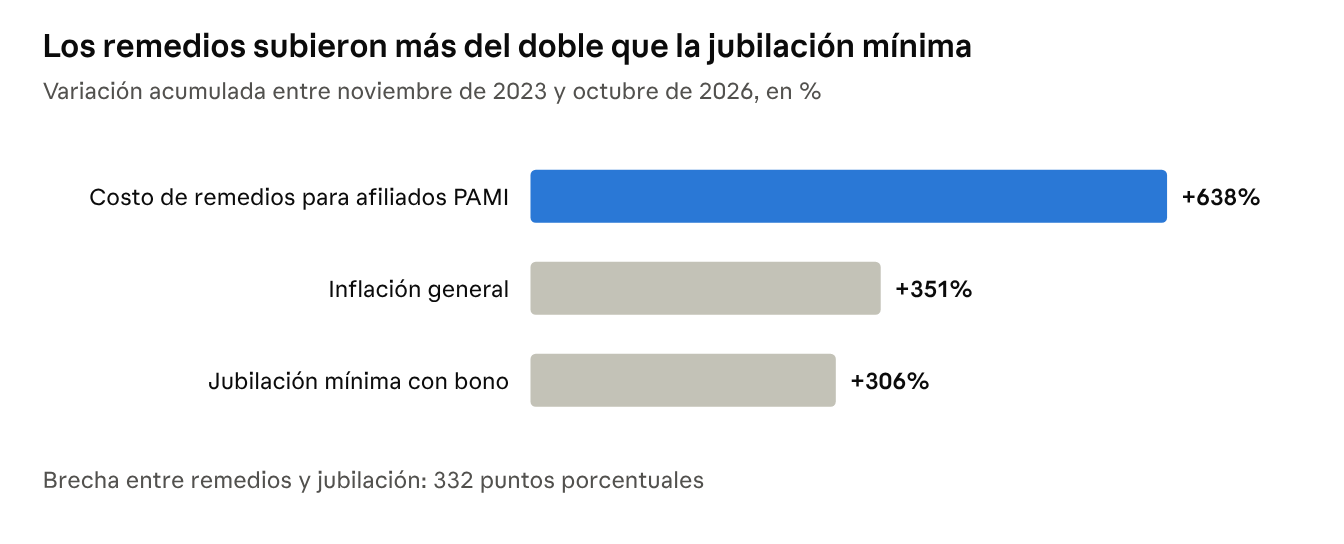 Los remedios subieron más del doble que la jubilación mínima
Variación acumulada entre noviembre de 2023 y octubre de 2026, en %
Costo de remedios para afiliados PAMI +638%
Inflación general +351%
Jubilación mínima con bono +306%
Brecha entre remedios y jubilación: 332 puntos porcentuales